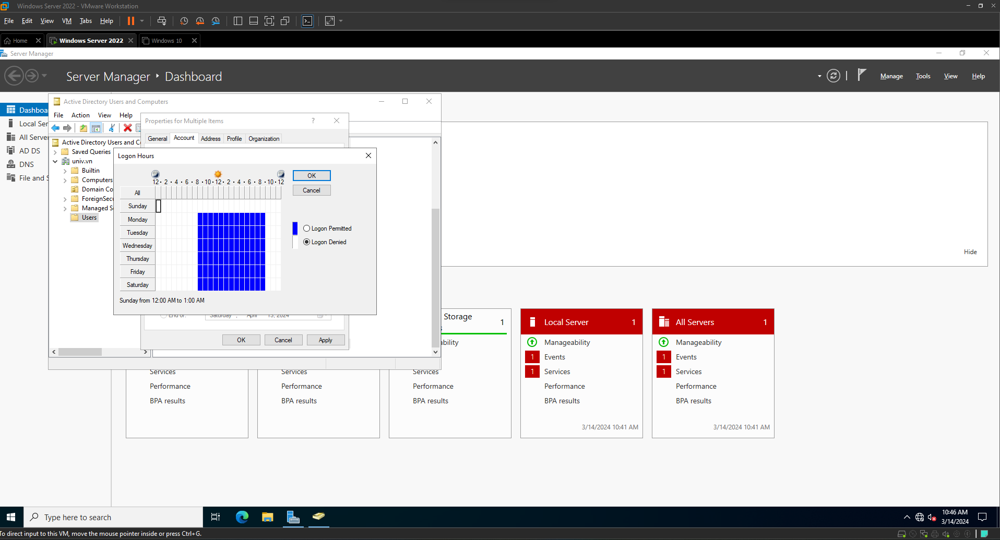 Windows Server 2022 - VMware Workstation
File Edit View VM Tabs Help
Home Windows Server 2022 Windows 10
Server Manager
Server Manager Dashboard
Manage Tools View Help
Dashboa
Local Ser
All Server
AD DS
DNS
File and S
Active Directory Users and Computers
File Action View Help
Active Directory Users and C
Saved Queries
univ.vn
Builtin
Computers
Domain Co
ForeignSecu
Managed S
Users
Properties for Multiple Items ?
General Account Address Profile Organization
Logon Hours
12 · 2 · 4 · 6 · 8 · 10 · 12 · 2 · 4 · 6 · 8 · 10 · 12
All
Sunday
Monday
Tuesday
Wednesday
Thursday
Friday
Saturday
OK
Cancel
Logon Permitted
Logon Denied
Sunday from 12:00 AM to 1:00 AM
End of: Saturday , April 13, 2024
OK Cancel Apply
Hide
Services
Performance
BPA results
Services
Performance
BPA results
Storage 1
s
ability
Services
Performance
BPA results
Local Server 1
Manageability
1 Events
1 Services
Performance
BPA results
3/14/2024 10:41 AM
All Servers 1
Manageability
1 Events
1 Services
Performance
BPA results
3/14/2024 10:41 AM
Type here to search
10:46 AM
3/14/2024
To direct input to this VM, move the mouse pointer inside or press Ctrl+G.